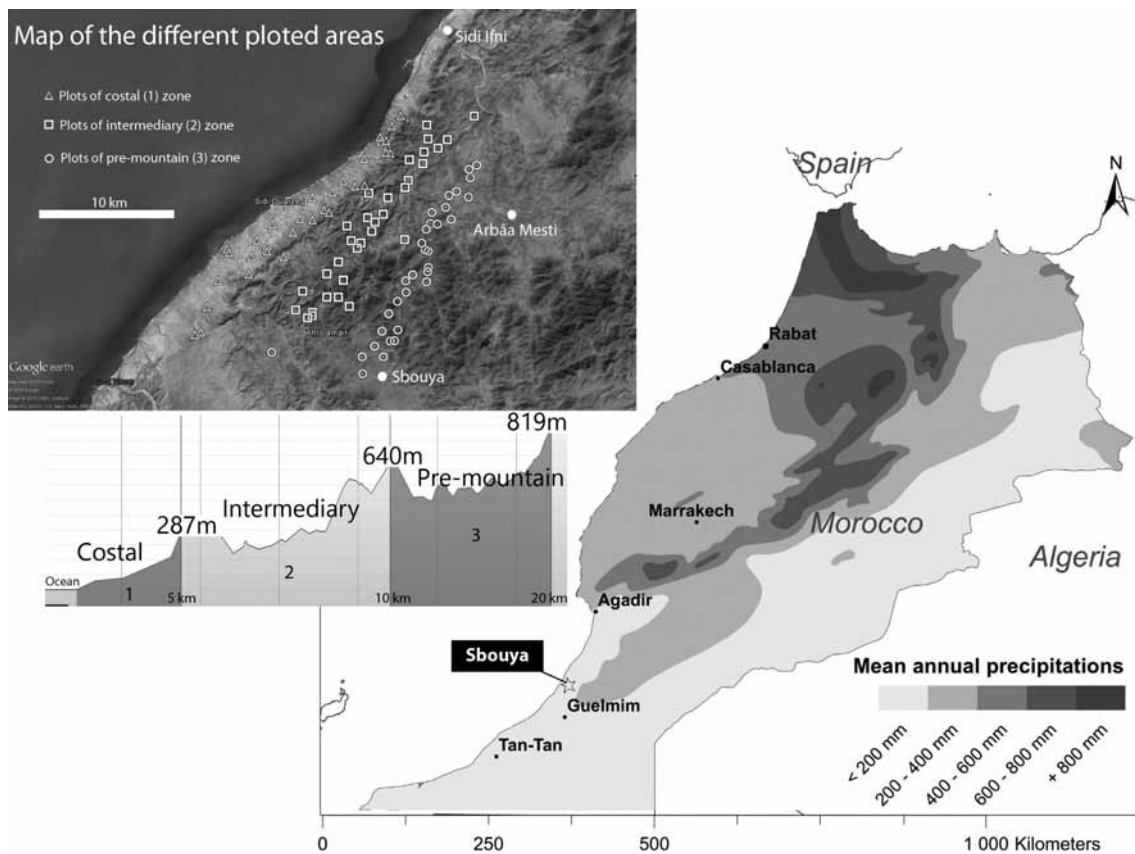 Map of the different ploted areas
Sidi Ifni
Plots of costal (1) zone
Plots of intermediary (2) zone
Plots of pre-mountain (3) zone
10 km
Arbâa Mesti
Sbouya
Google earth
Ocean
Costal
287m
Intermediary
640m
Pre-mountain
819m
1
2
3
5 km
10 km
20 km
Spain
N
Rabat
Casablanca
Marrakech
Morocco
Algeria
Agadir
Sbouya
Guelmim
Tan-Tan
Mean annual precipitations
< 200 mm
200 - 400 mm
400 - 600 mm
600 - 800 mm
+ 800 mm
0
250
500
1 000 Kilometers